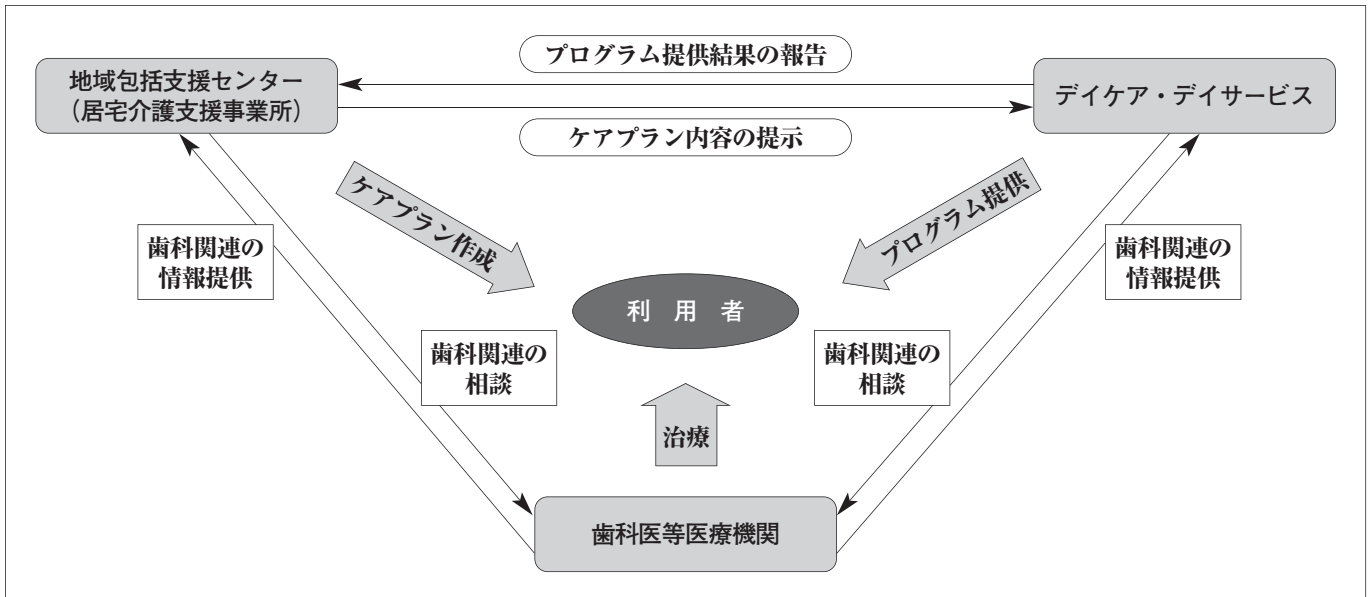 プログラム提供結果の報告
地域包括支援センター
（居宅介護支援事業所）
デイケア・デイサービス
ケアプラン内容の提示
ケアプラン作成
プログラム提供
歯科関連の
情報提供
歯科関連の
情報提供
利　用　者
歯科関連の
相談
歯科関連の
相談
治療
歯科医等医療機関